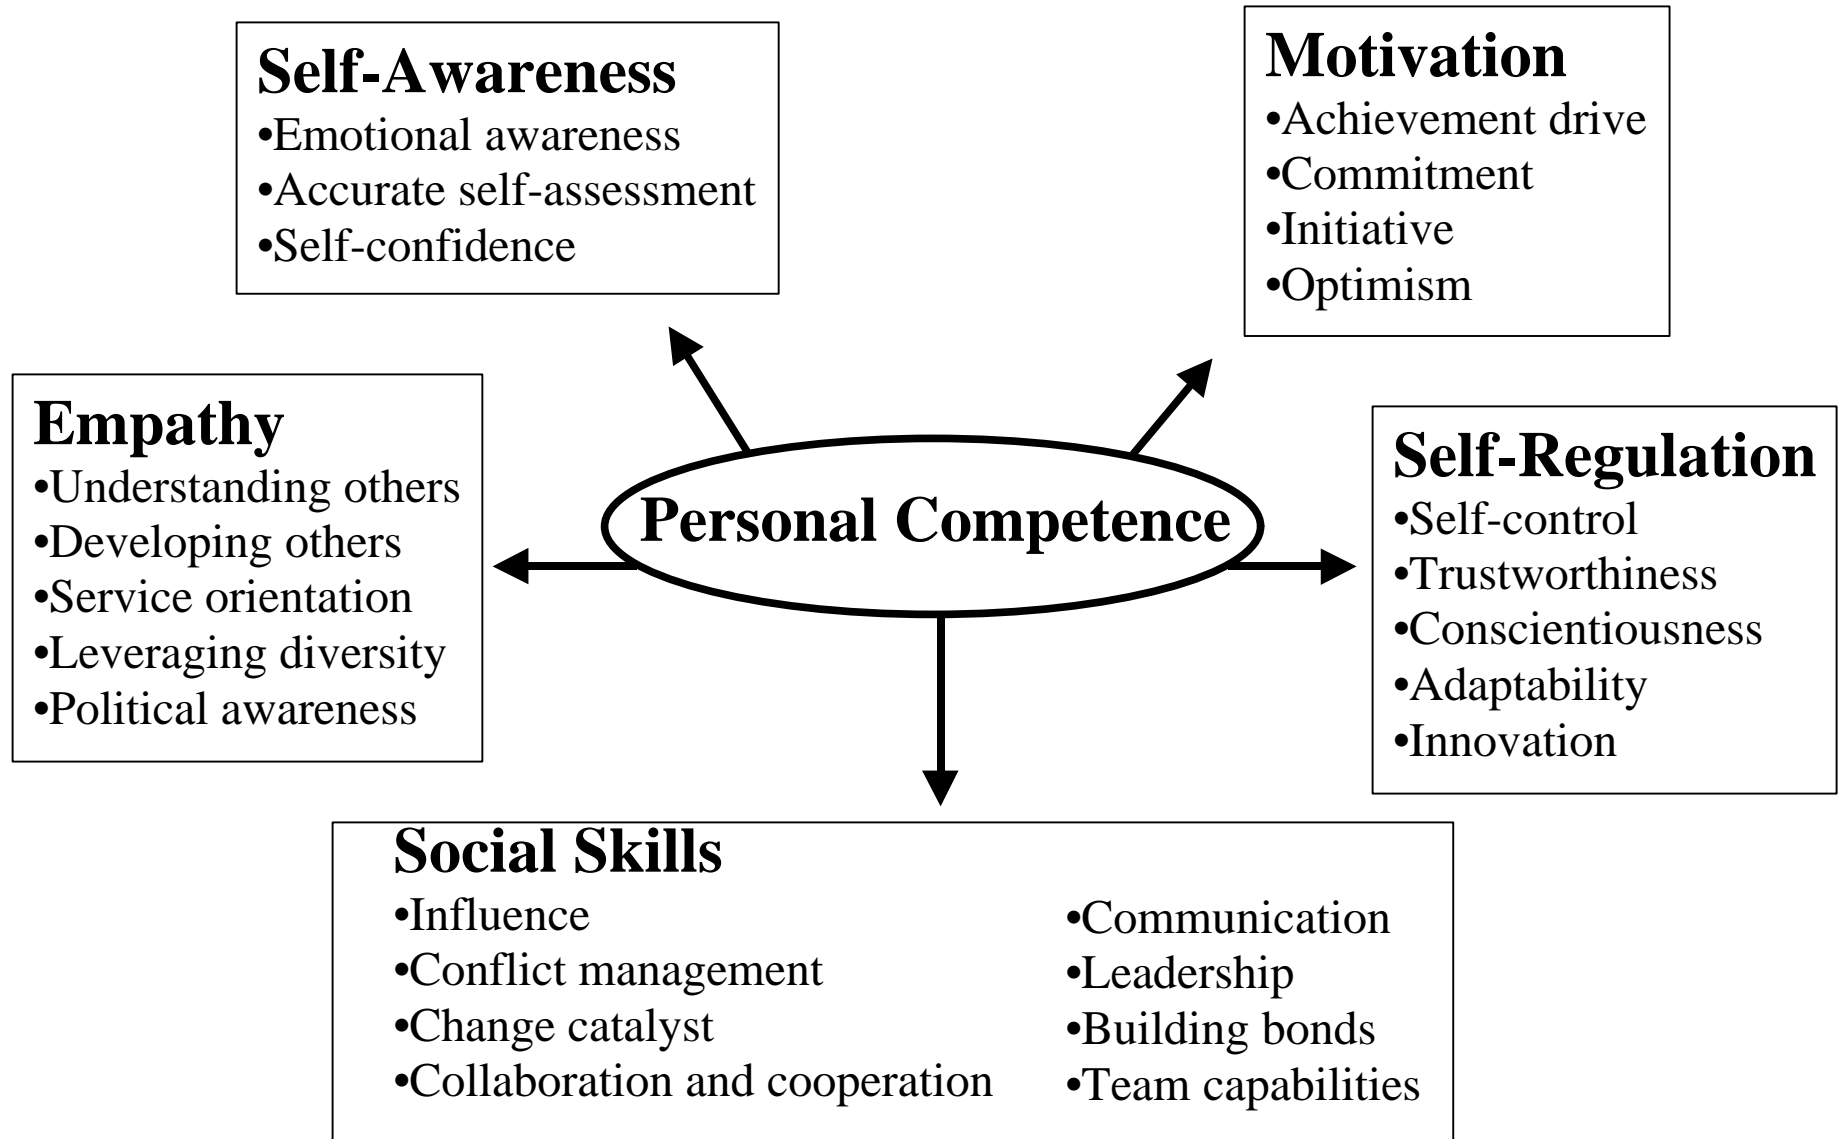 Self-Awareness
•Emotional awareness
•Accurate self-assessment
•Self-confidence
Motivation
•Achievement drive
•Commitment
•Initiative
•Optimism
Empathy
•Understanding others
•Developing others
•Service orientation
•Leveraging diversity
•Political awareness
Personal Competence
Self-Regulation
•Self-control
•Trustworthiness
•Conscientiousness
•Adaptability
•Innovation
Social Skills
•Influence
•Conflict management
•Change catalyst
•Collaboration and cooperation
•Communication
•Leadership
•Building bonds
•Team capabilities